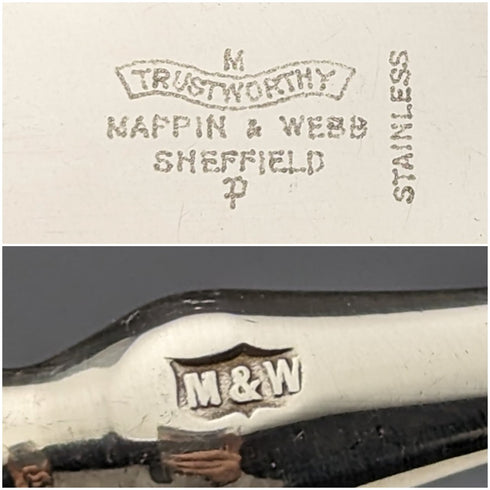 M
TRUSTWORTHY
MAPPIN & WEBB
SHEFFIELD
P
STAINLESS
M & W